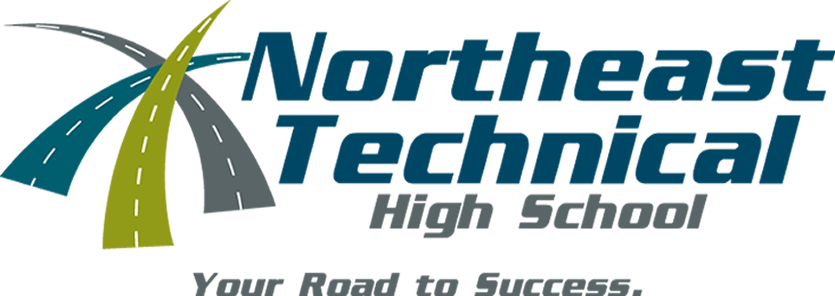 Northeast
Technical
High School
Your Road to Success.